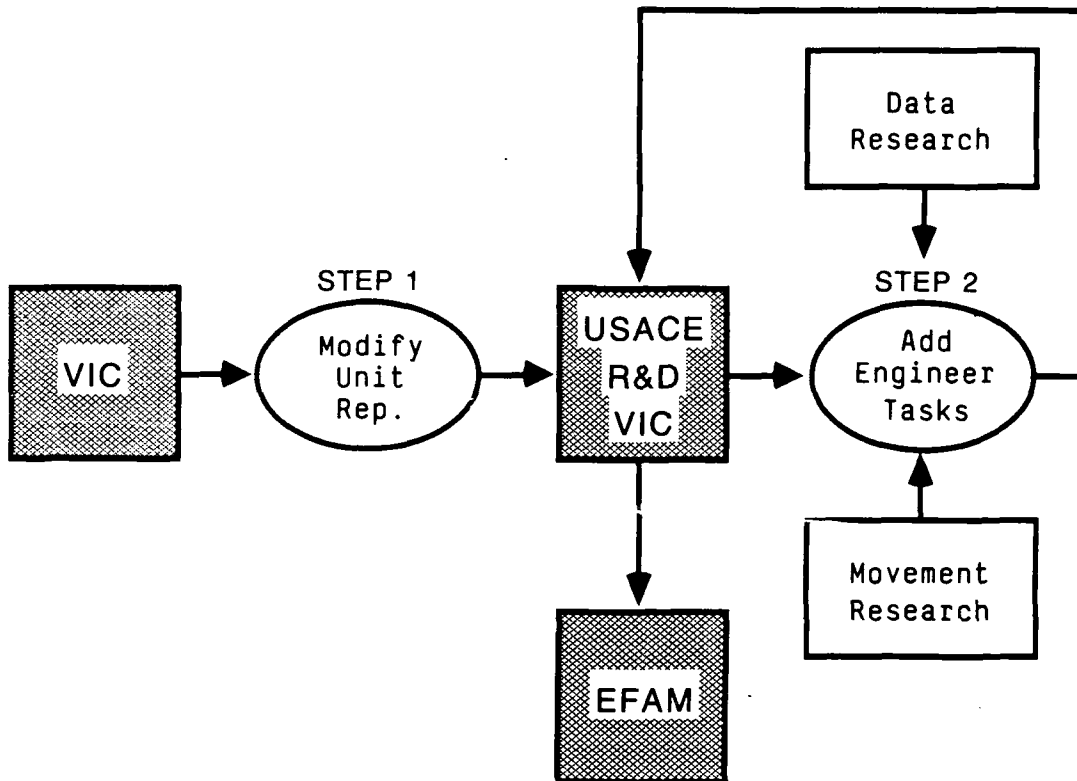 Data
Research
STEP 1
STEP 2
VIC
Modify
Unit
Rep.
USACE
R&D
VIC
Add
Engineer
Tasks
Movement
Research
EFAM